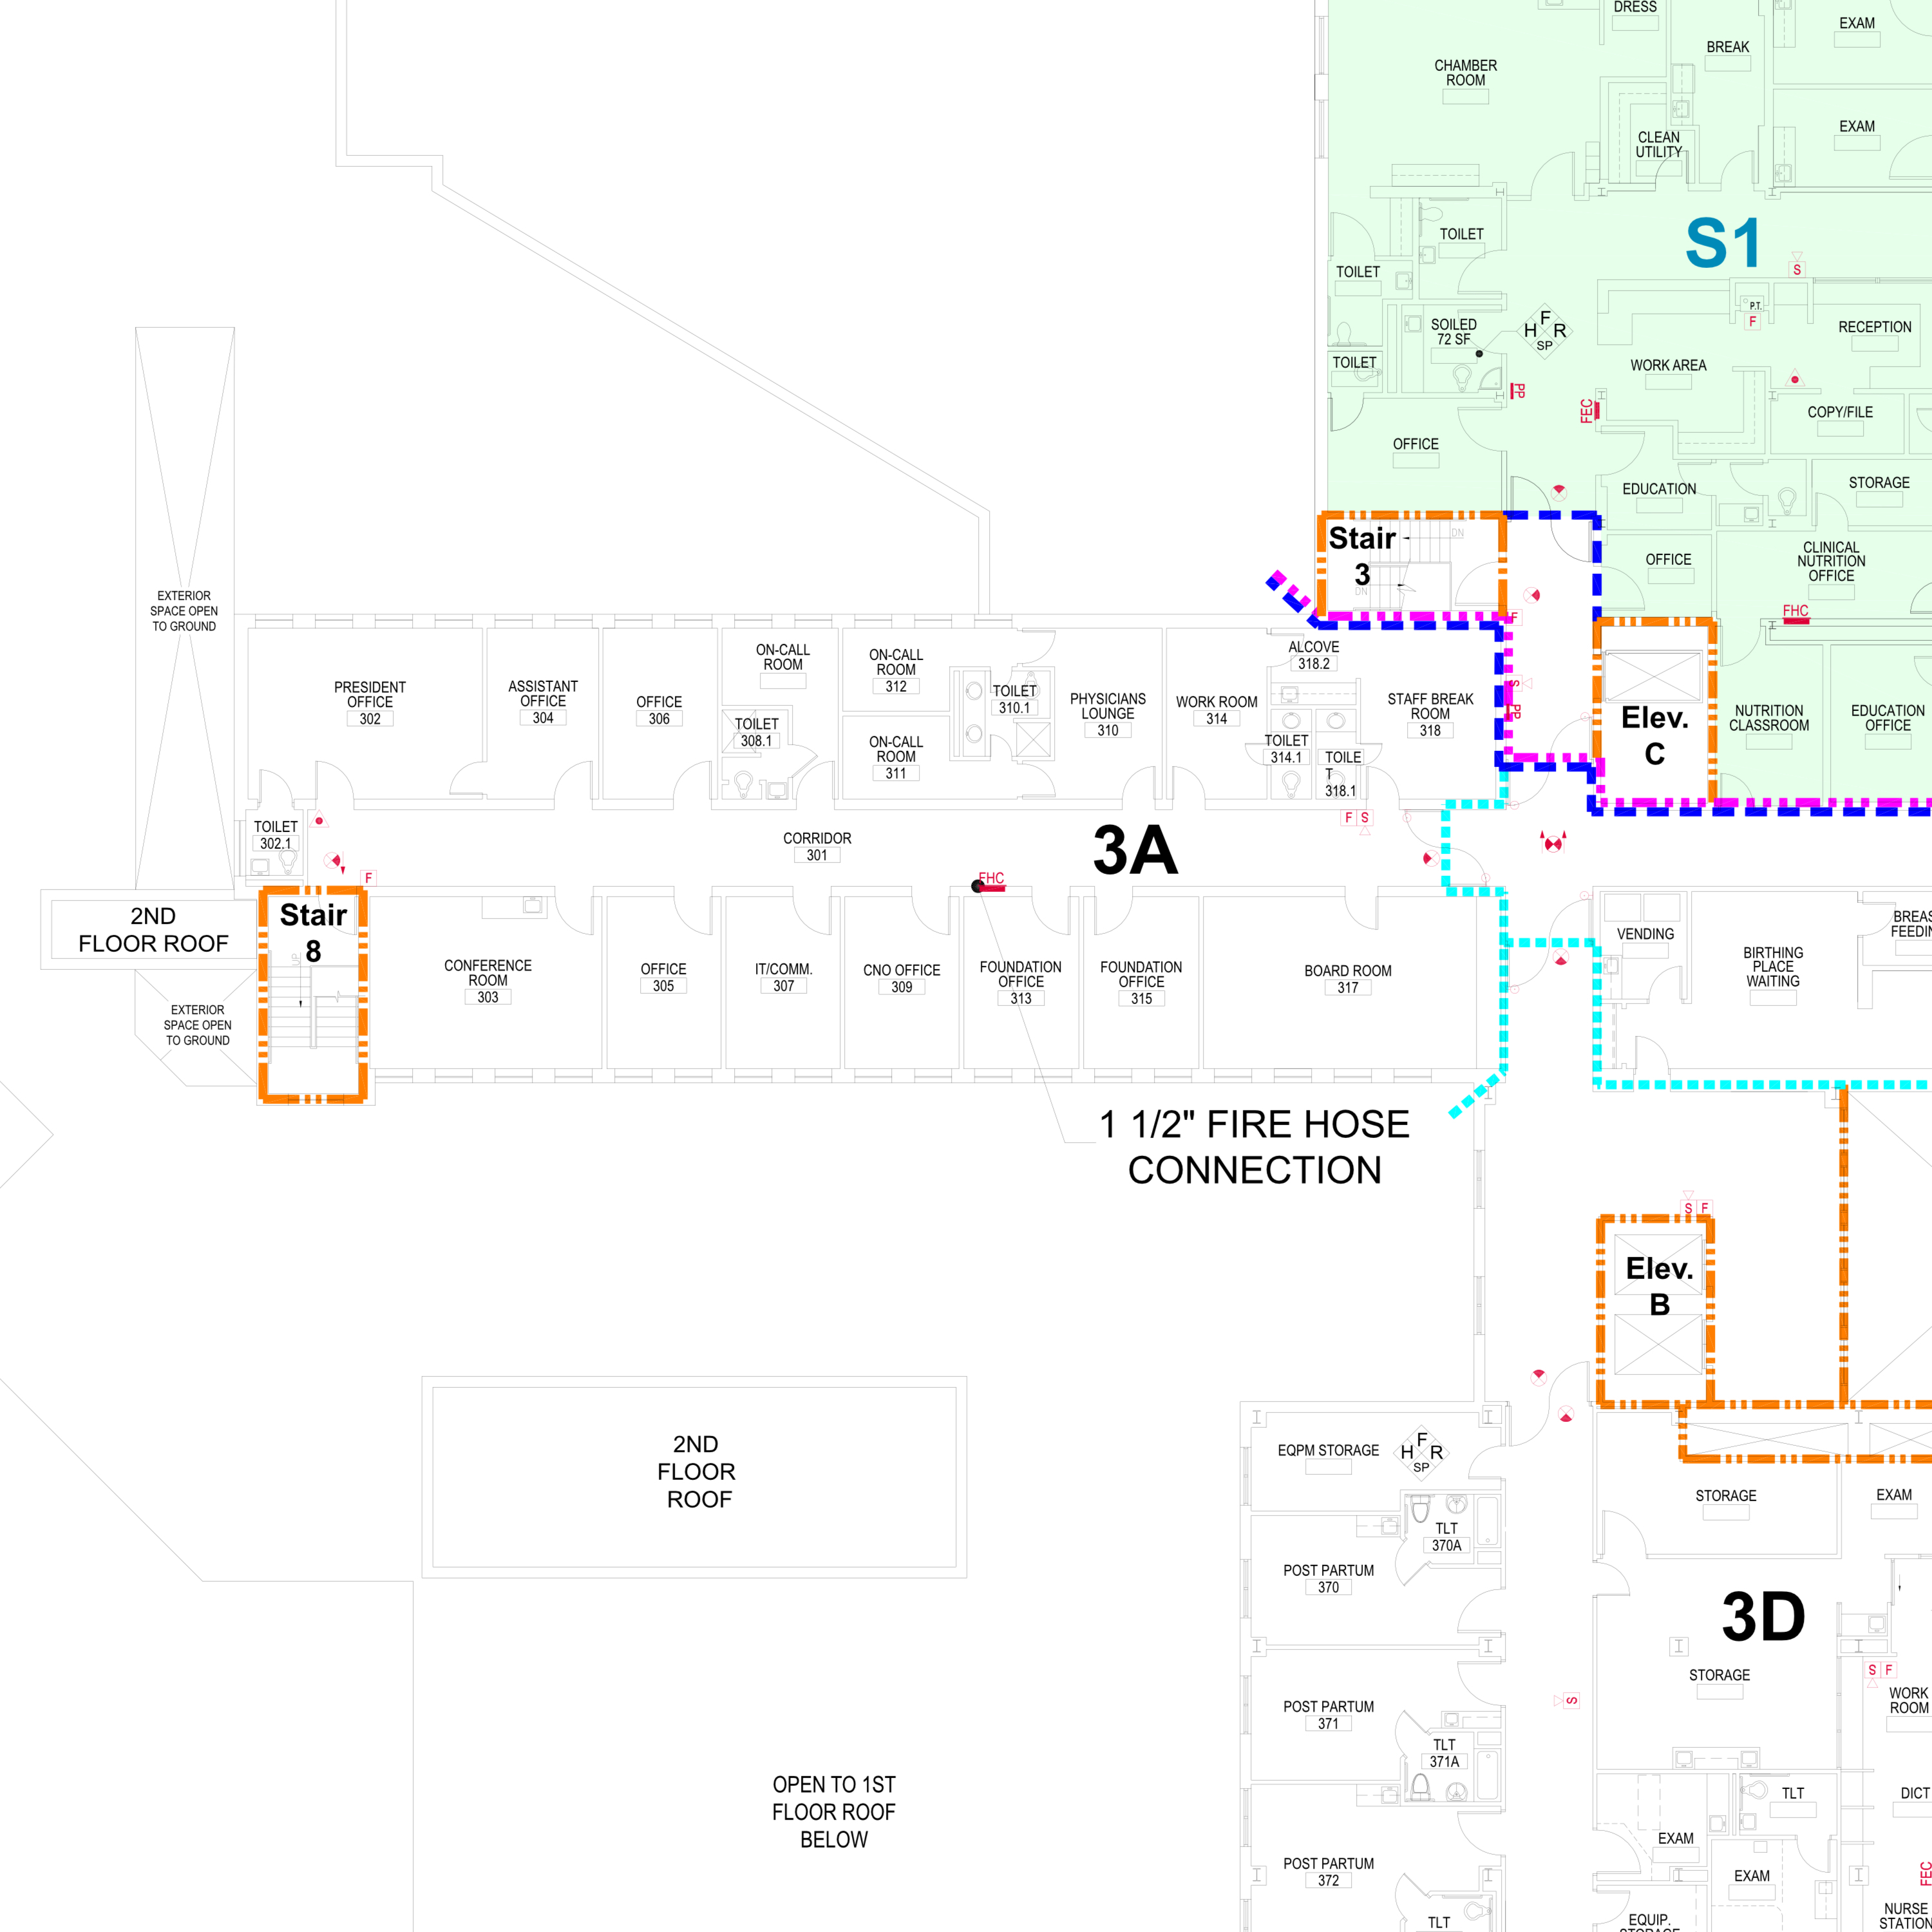 DRESS
EXAM
BREAK
CHAMBER
ROOM
EXAM
CLEAN
UTILITY
TOILET
S1
TOILET
S
P.T.
F
SOILED
72 SF
F
H R
SP
RECEPTION
TOILET
WORK AREA
PP
FEC
COPY/FILE
OFFICE
EDUCATION
STORAGE
Stair
3
DN
DN
OFFICE
CLINICAL
NUTRITION
OFFICE
EXTERIOR
SPACE OPEN
TO GROUND
FHC
F
ON-CALL
ROOM
ON-CALL
ROOM
312
ALCOVE
318.2
PRESIDENT
OFFICE
302
ASSISTANT
OFFICE
304
OFFICE
306
TOILET
310.1
PHYSICIANS
LOUNGE
310
WORK ROOM
314
STAFF BREAK
ROOM
318
S
PP
Elev.
C
NUTRITION
CLASSROOM
EDUCATION
OFFICE
TOILET
308.1
ON-CALL
ROOM
311
TOILET
314.1
TOILE
T
318.1
TOILET
302.1
CORRIDOR
301
3A
F S
F
FHC
2ND
FLOOR ROOF
Stair
8
UP
VENDING
BREAS
FEEDIN
CONFERENCE
ROOM
303
OFFICE
305
IT/COMM.
307
CNO OFFICE
309
FOUNDATION
OFFICE
313
FOUNDATION
OFFICE
315
BOARD ROOM
317
BIRTHING
PLACE
WAITING
EXTERIOR
SPACE OPEN
TO GROUND
1 1/2" FIRE HOSE
CONNECTION
S F
Elev.
B
2ND
FLOOR
ROOF
EQPM STORAGE
F
H R
SP
STORAGE
EXAM
TLT
370A
POST PARTUM
370
3D
STORAGE
S F
WORK
ROOM
S
POST PARTUM
371
TLT
371A
OPEN TO 1ST
FLOOR ROOF
BELOW
TLT
DICT
EXAM
POST PARTUM
372
EXAM
FEC
TLT
EQUIP.
STORAGE
NURSE
STATION